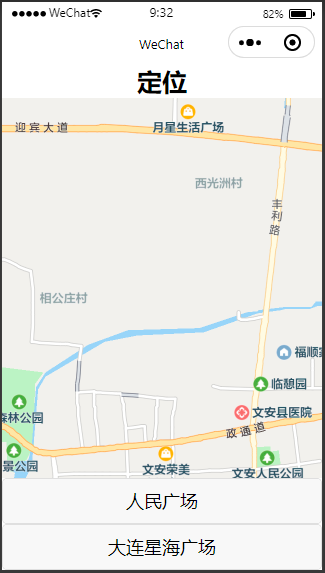 WeChat 9:32 82%
WeChat
定位
迎宾大道
月星生活广场
西光洲村
丰利路
相公庄村
福顺家
临憩园
森林公园
文安县医院
政通道
景公园
文安荣美
文安人民公园
人民广场
大连星海广场